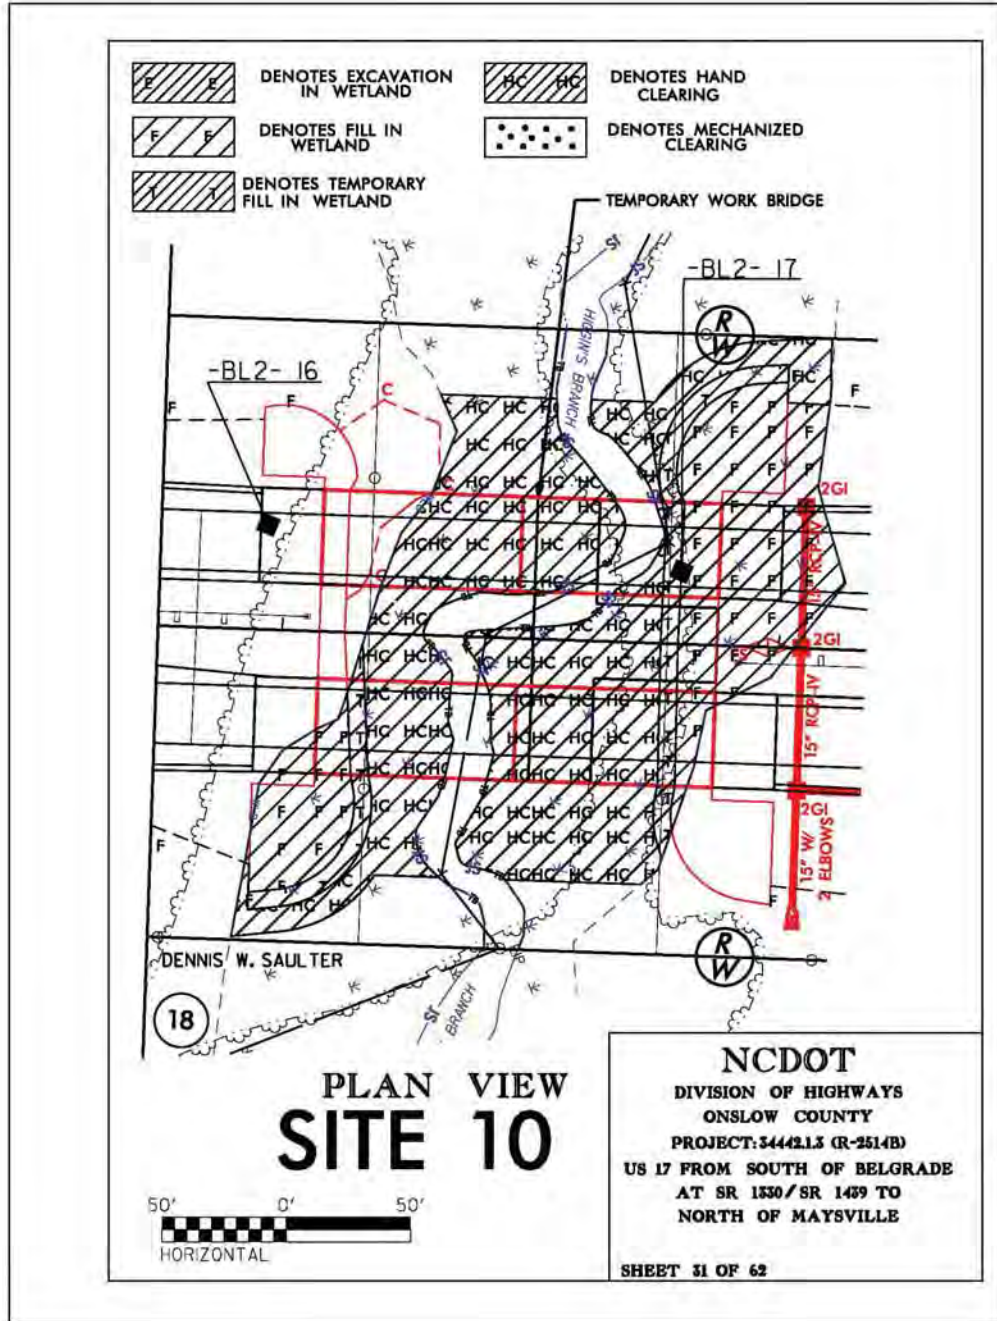 E E
DENOTES EXCAVATION
IN WETLAND
HC HC
DENOTES HAND
CLEARING
F F
DENOTES FILL IN
WETLAND
DENOTES MECHANIZED
CLEARING
T T
DENOTES TEMPORARY
FILL IN WETLAND
TEMPORARY WORK BRIDGE
-BL2- 17
HIGGIN'S BRANCH
R
W
-BL2- 16
C
F
F
F
2GI
15" RCP-IV
2GI
15" RCP-IV
2GI
15" W/
2 ELBOWS
F
F
DENNIS W. SAULTER
R
W
18
BRANCH
PLAN VIEW
SITE 10
50' 0' 50'
HORIZONTAL
NCDOT
DIVISION OF HIGHWAYS
ONSLOW COUNTY
PROJECT: 34442.1.3 (R-2514B)
US 17 FROM SOUTH OF BELGRADE
AT SR 1330/SR 1439 TO
NORTH OF MAYSVILLE
SHEET 31 OF 62